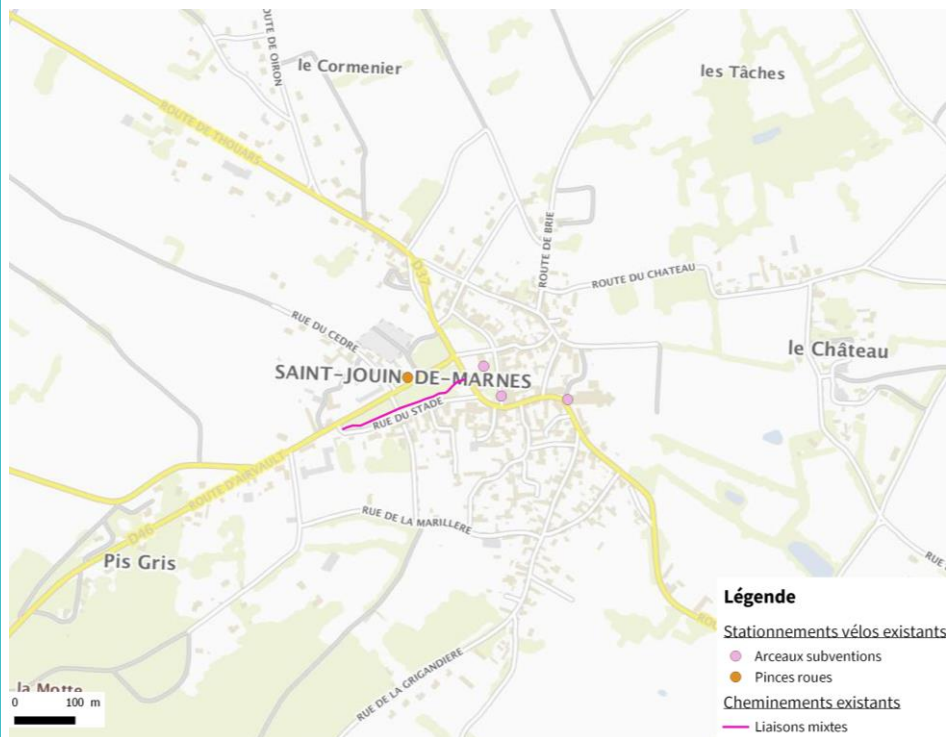 ROUTE DE OIRON
le Cormenier
les Tâches
ROUTE DE THOUARS
ROUTE DE BRIE
D37
ROUTE DU CHATEAU
RUE DU CEDRE
le Château
SAINT-JOUIN-DE-MARNES
RUE DU STADE
ROUTE D'AIRVAULT
D46
RUE DE LA MARILLERE
Pis Gris
RUE
RUE DE LA GRIGANDIERE
la Motte
0 100 m
Légende
Stationnements vélos existants
Arceaux subventions
Pinces roues
Cheminements existants
Liaisons mixtes